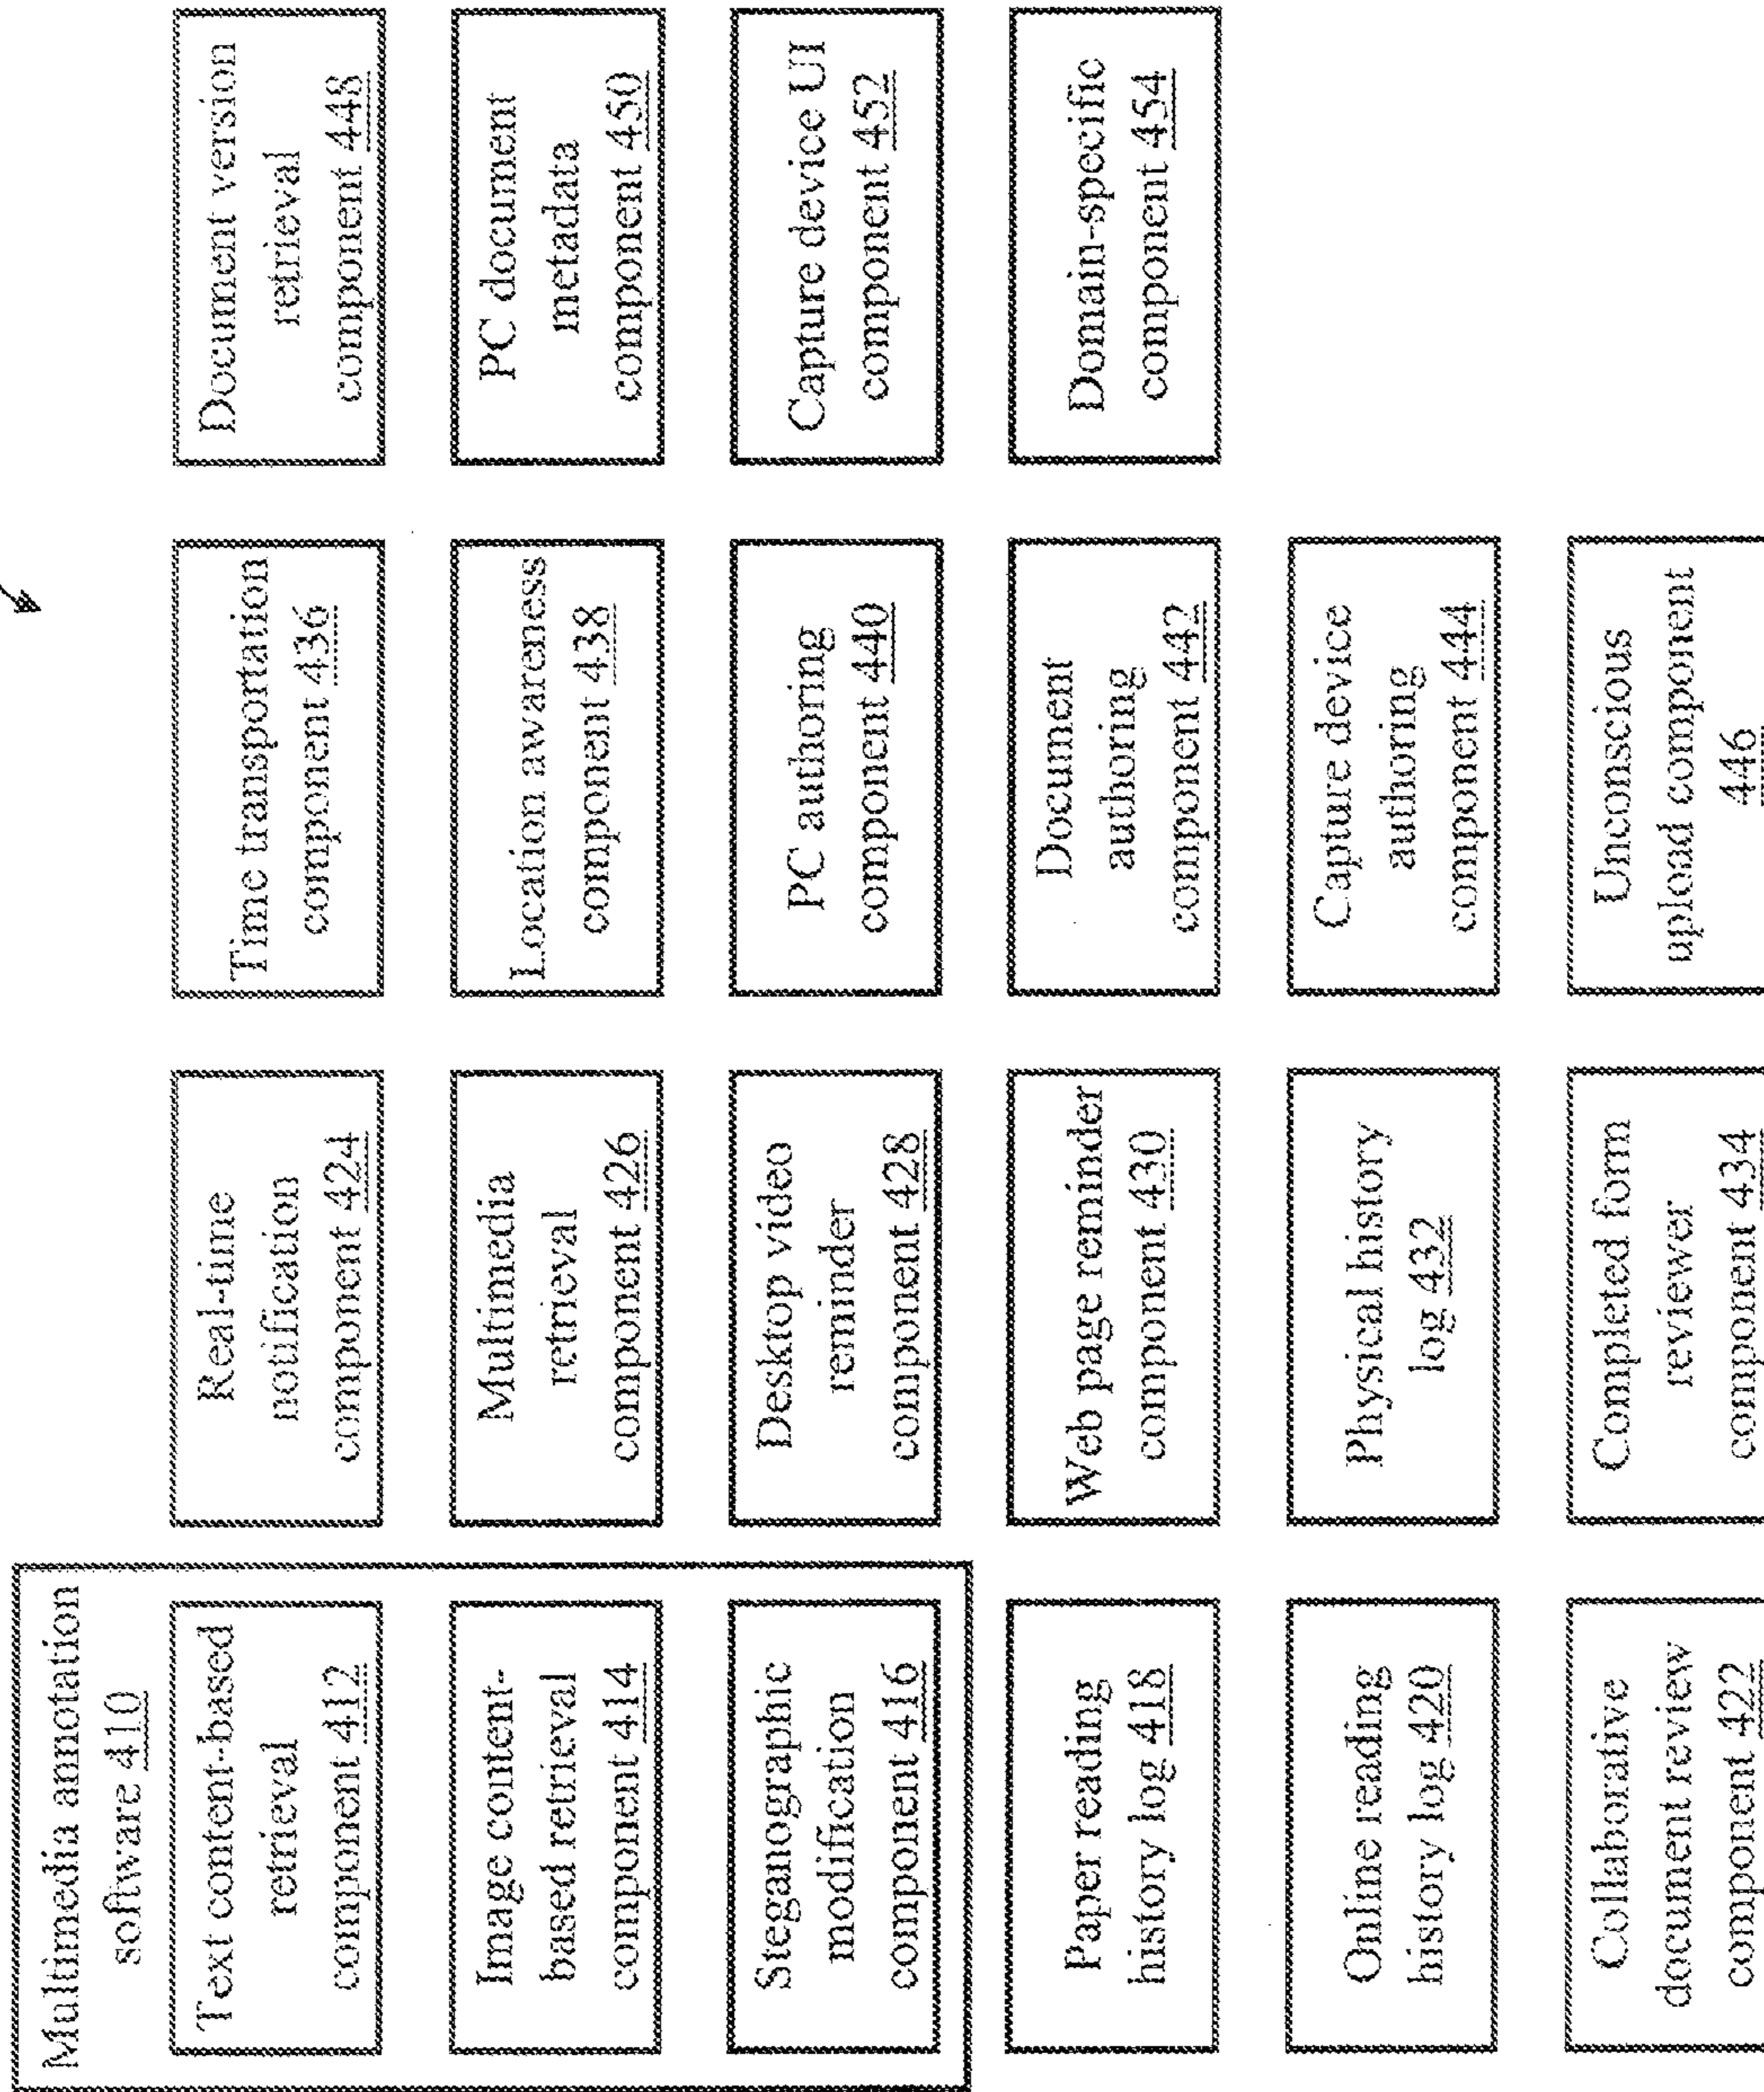 Multimedia annotation
software 410
Text content-based
retrieval
component 412
Image content-
based retrieval
component 414
Steganographic
modification
component 416
Paper reading
history log 418
Online reading
history log 420
Collaborative
document review
component 422
Real-time
notification
component 424
Multimedia
retrieval
component 426
Desktop video
reminder
component 428
Web page reminder
component 430
Physical history
log 432
Completed form
reviewer
component 434
Time transportation
component 436
Location awareness
component 438
PC authoring
component 440
Document
authoring
component 442
Capture device
authoring
component 444
Unconscious
upload component
446
Document version
retrieval
component 448
PC document
metadata
component 450
Capture device UI
component 452
Domain-specific
component 454